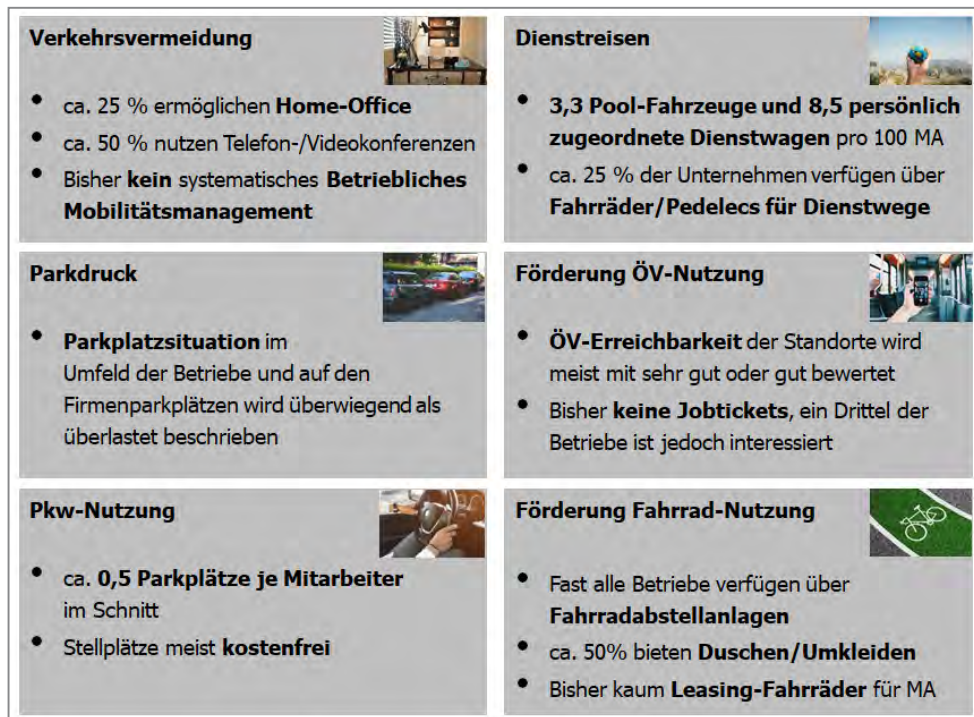 Verkehrsvermeidung
• ca. 25 % ermöglichen Home-Office
• ca. 50 % nutzen Telefon-/Videokonferenzen
• Bisher kein systematisches Betriebliches
Mobilitätsmanagement
Dienstreisen
• 3,3 Pool-Fahrzeuge und 8,5 persönlich
zugeordnete Dienstwagen pro 100 MA
• ca. 25 % der Unternehmen verfügen über
Fahrräder/Pedelecs für Dienstwege
Parkdruck
• Parkplatzsituation im
Umfeld der Betriebe und auf den
Firmenparkplätzen wird überwiegend als
überlastet beschrieben
Förderung ÖV-Nutzung
• ÖV-Erreichbarkeit der Standorte wird
meist mit sehr gut oder gut bewertet
• Bisher keine Jobtickets, ein Drittel der
Betriebe ist jedoch interessiert
Pkw-Nutzung
• ca. 0,5 Parkplätze je Mitarbeiter
im Schnitt
• Stellplätze meist kostenfrei
Förderung Fahrrad-Nutzung
• Fast alle Betriebe verfügen über
Fahrradabstellanlagen
• ca. 50% bieten Duschen/Umkleiden
• Bisher kaum Leasing-Fahrräder für MA